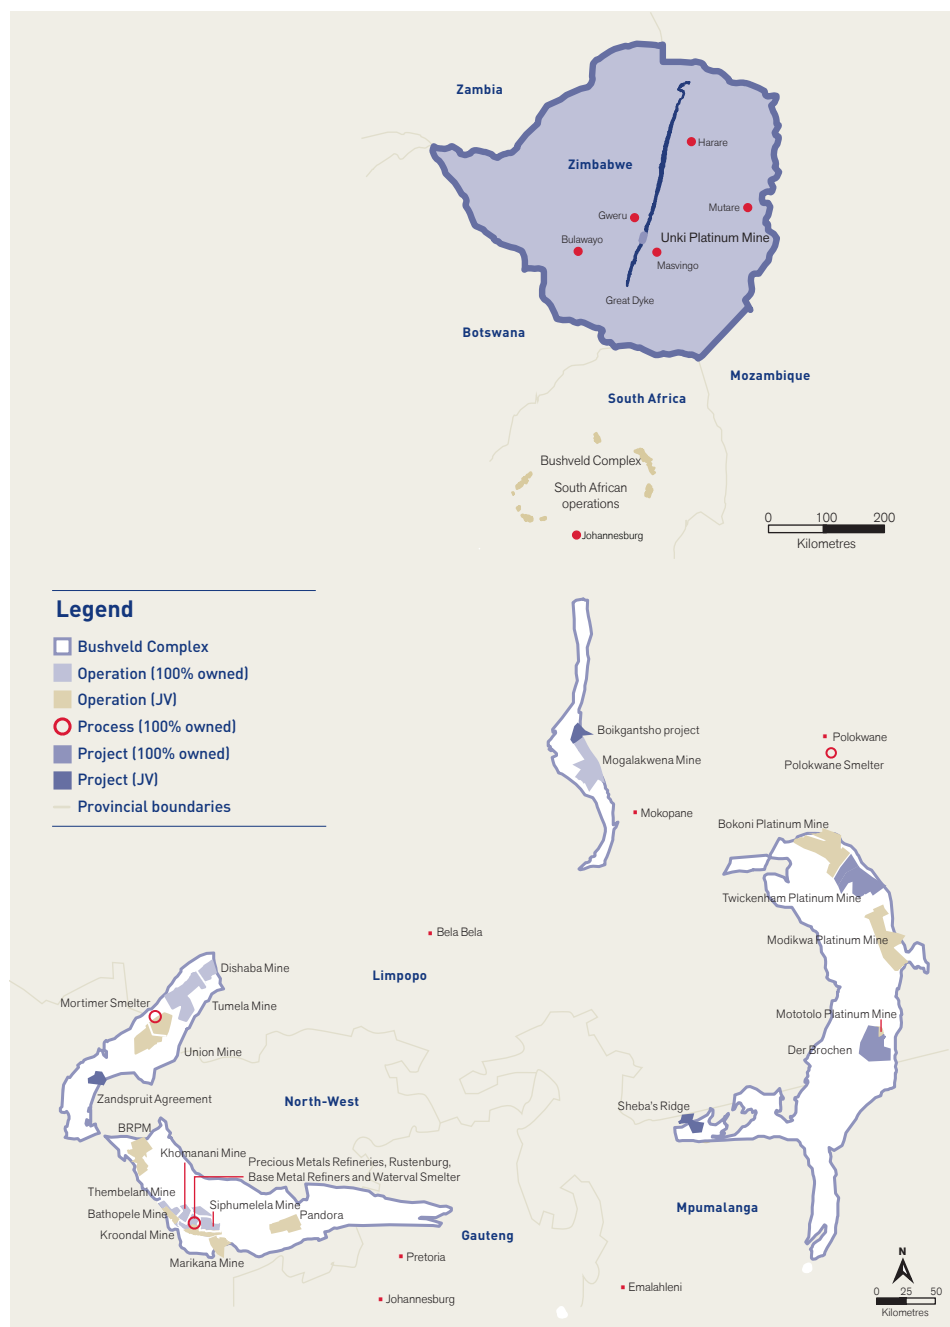 Zambia
Zimbabwe
Harare
Mutare
Gweru
Unki Platinum Mine
Bulawayo
Masvingo
Great Dyke
Botswana
Mozambique
South Africa
Bushveld Complex
South African
operations
Johannesburg
0 100 200
Kilometres
Legend
Bushveld Complex
Operation (100% owned)
Operation (JV)
Process (100% owned)
Project (100% owned)
Project (JV)
Provincial boundaries
Boikgantsho project
Mogalakwena Mine
Mokopane
Polokwane
Polokwane Smelter
Bokoni Platinum Mine
Twickenham Platinum Mine
Modikwa Platinum Mine
Mototolo Platinum Mine
Der Brochen
Sheba's Ridge
Bela Bela
Limpopo
Dishaba Mine
Mortimer Smelter
Tumela Mine
Union Mine
Zandspruit Agreement
North-West
BRPM
Khomanani Mine
Precious Metals Refineries, Rustenburg,
Base Metal Refiners and Waterval Smelter
Thembelani Mine
Siphumelela Mine
Bathopele Mine
Pandora
Kroondal Mine
Marikana Mine
Gauteng
Mpumalanga
Pretoria
Johannesburg
Emalahleni
N
0 25 50
Kilometres